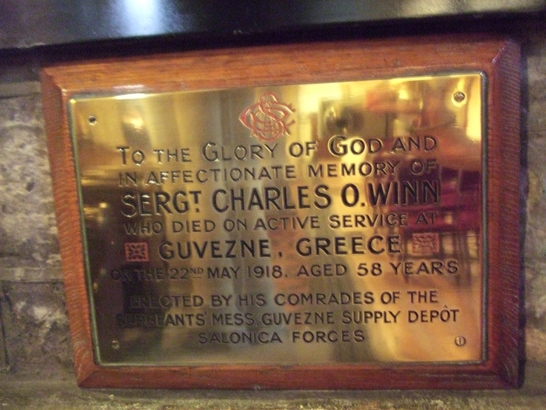 TO THE GLORY OF GOD AND
IN AFFECTIONATE MEMORY OF
SERGT CHARLES O. WINN
WHO DIED ON ACTIVE SERVICE AT
GUVEZNE, GREECE
ON THE 22ND MAY 1918. AGED 58 YEARS
ERECTED BY HIS COMRADES OF THE
SERGEANTS' MESS, GUVEZNE SUPPLY DEPÔT
SALONICA FORCES